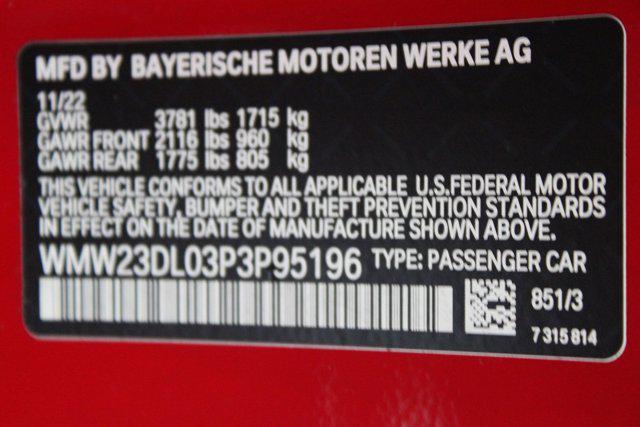 MFD BY BAYERISCHE MOTOREN WERKE AG
11/22
GVWR 3781 lbs 1715 kg
GAWR FRONT 2116 lbs 960 kg
GAWR REAR 1775 lbs 805 kg
THIS VEHICLE CONFORMS TO ALL APPLICABLE U.S.FEDERAL MOTOR
VEHICLE SAFETY, BUMPER AND THEFT PREVENTION STANDARDS
IN EFFECT ON THE DATE OF MANUFACTURE SHOWN ABOVE.
WMW23DL03P3P95196 TYPE: PASSENGER CAR
851/3
7 315 814